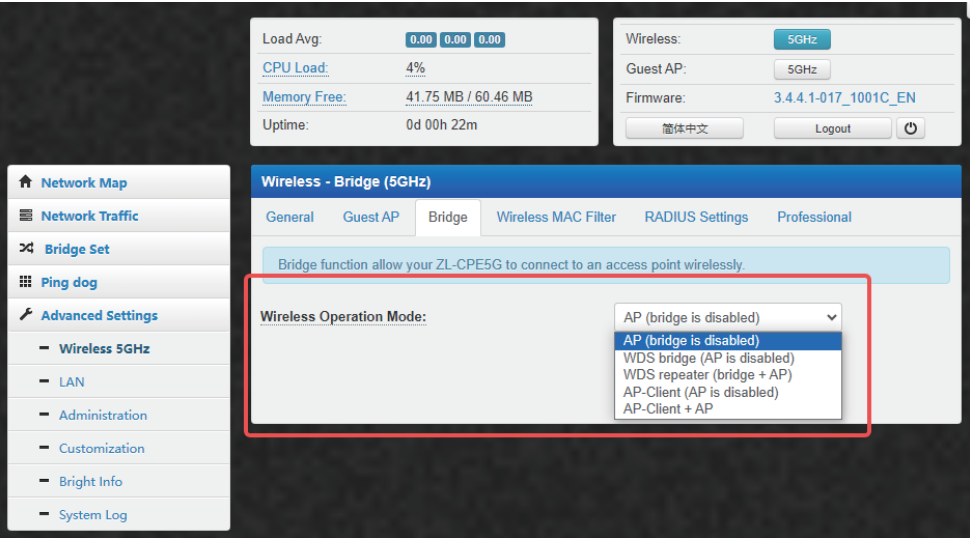 Load Avg: 0.00 0.00 0.00
CPU Load: 4%
Memory Free: 41.75 MB / 60.46 MB
Uptime: 0d 00h 22m
Wireless: 5GHz
Guest AP: 5GHz
Firmware: 3.4.4.1-017_1001C_EN
简体中文 Logout
Network Map
Network Traffic
Bridge Set
Ping dog
Advanced Settings
Wireless 5GHz
LAN
Administration
Customization
Bright Info
System Log
Wireless - Bridge (5GHz)
General Guest AP Bridge Wireless MAC Filter RADIUS Settings Professional
Bridge function allow your ZL-CPE5G to connect to an access point wirelessly.
Wireless Operation Mode: AP (bridge is disabled)
AP (bridge is disabled)
WDS bridge (AP is disabled)
WDS repeater (bridge + AP)
AP-Client (AP is disabled)
AP-Client + AP